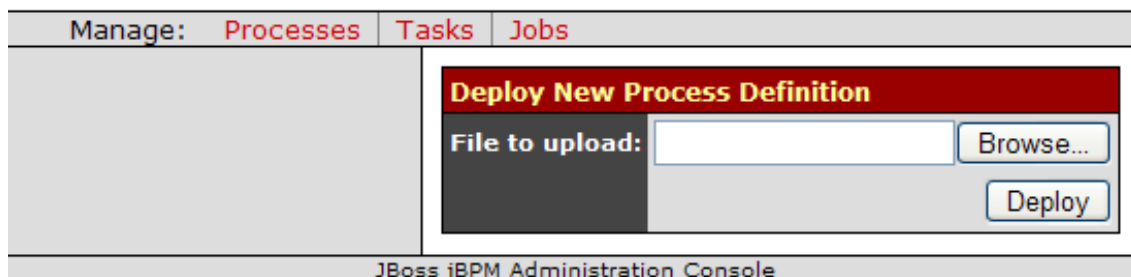 Manage: Processes Tasks Jobs
Deploy New Process Definition
File to upload: Browse...
Deploy
JBoss jBPM Administration Console